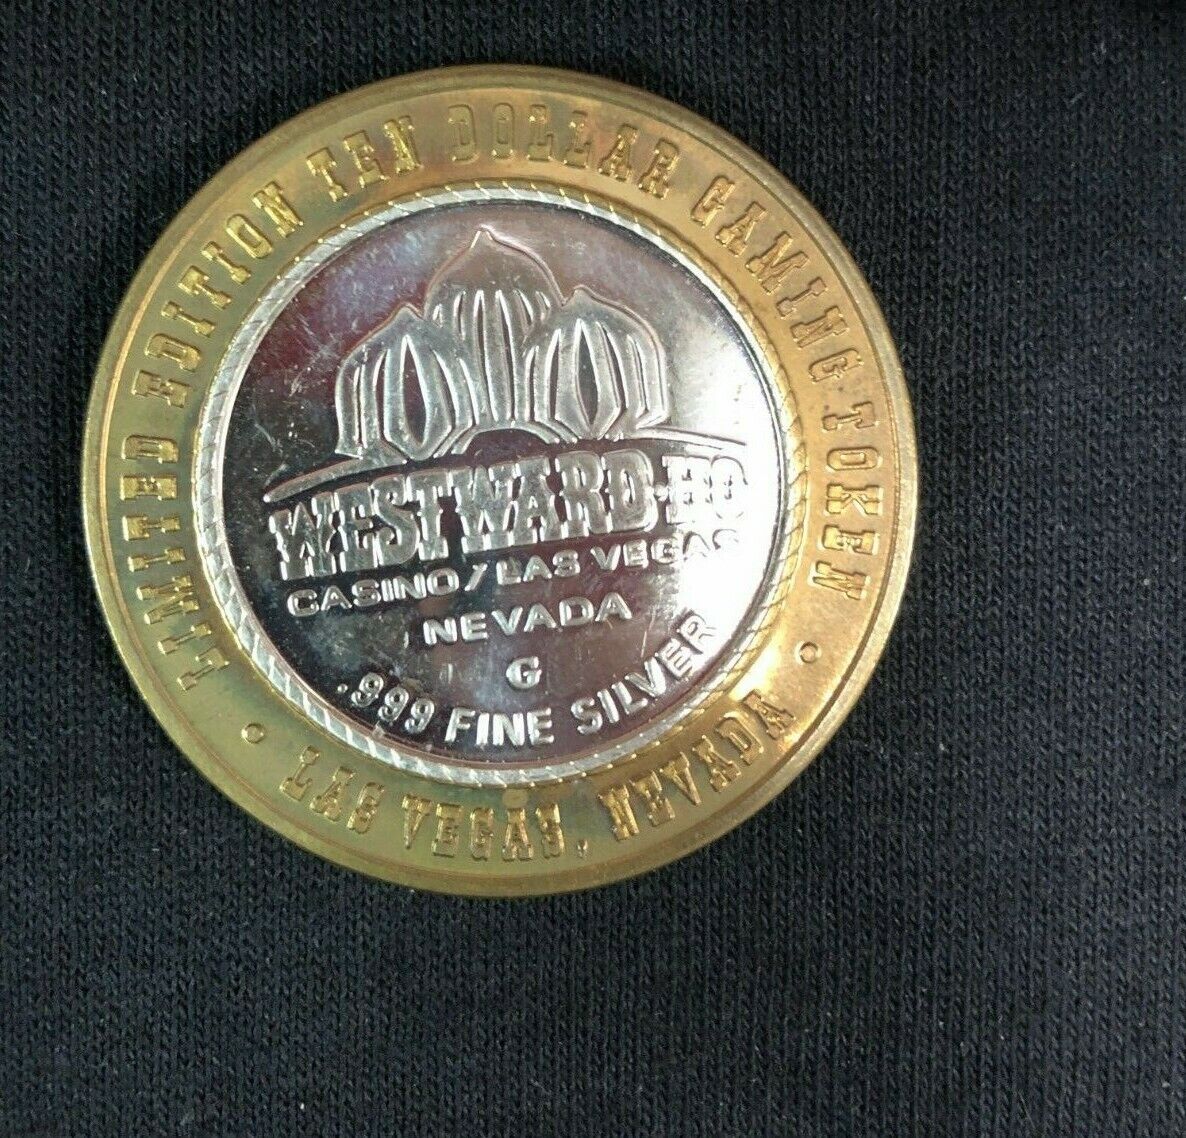 LIMITED EDITION TEN DOLLAR GAMING TOKEN
WESTWARD·HO
CASINO/LAS VEGAS
NEVADA
G
.999 FINE SILVER
• LAS VEGAS, NEVADA •